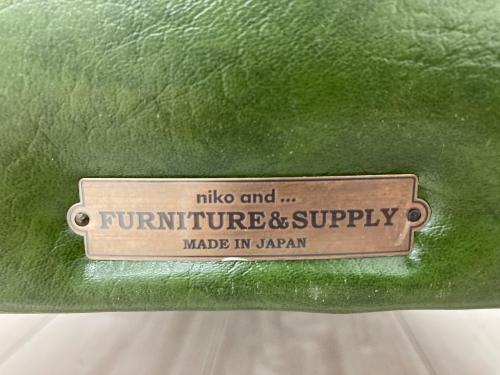 niko and ...
FURNITURE&SUPPLY
MADE IN JAPAN